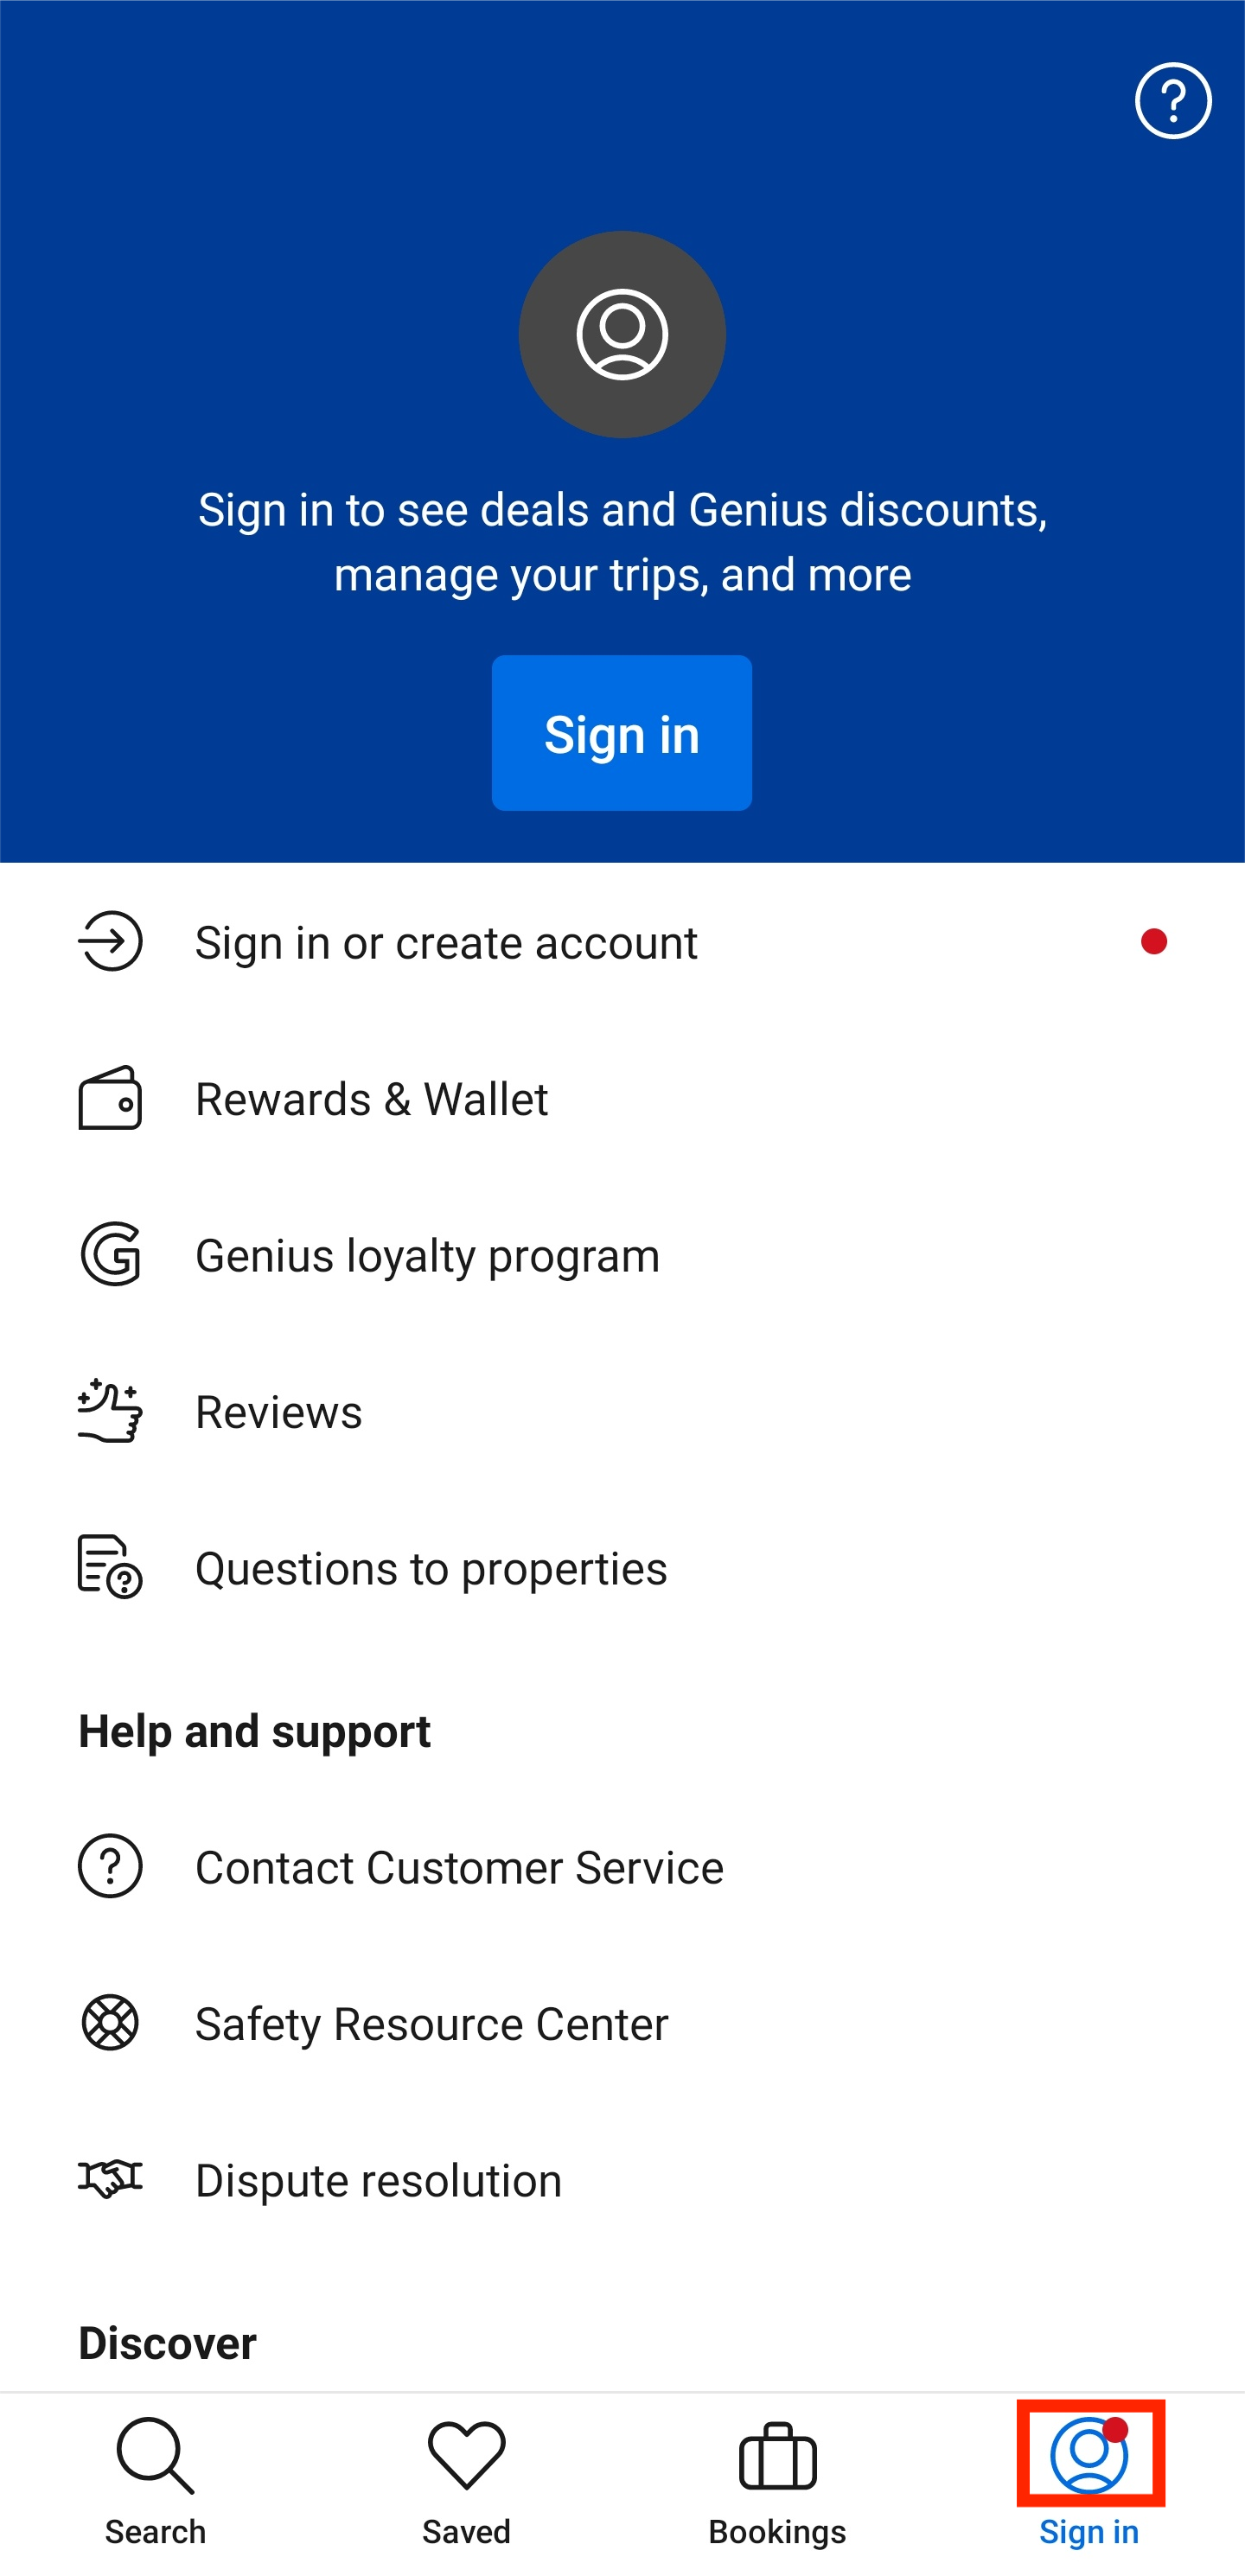 Sign in to see deals and Genius discounts,
manage your trips, and more
Sign in
Sign in or create account
Rewards & Wallet
Genius loyalty program
Reviews
Questions to properties
Help and support
Contact Customer Service
Safety Resource Center
Dispute resolution
Discover
Search
Saved
Bookings
Sign in